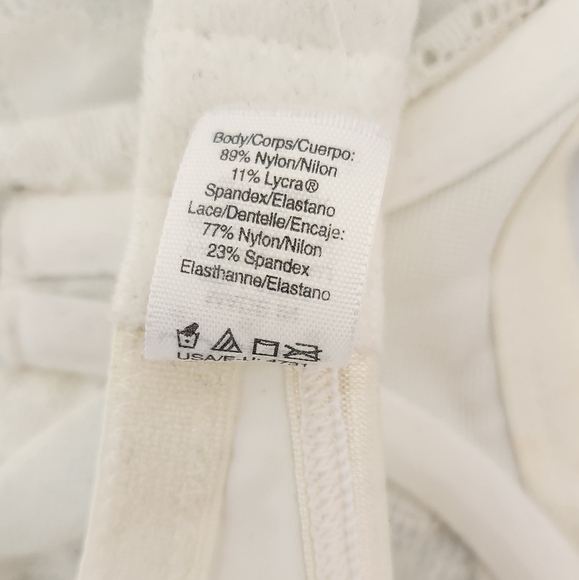 Body/Corps/Cuerpo:
89% Nylon/Nilon
11% Lycra®
Spandex/Elastano
Lace/Dentelle/Encaje:
77% Nylon/Nilon
23% Spandex
Elasthanne/Elastano